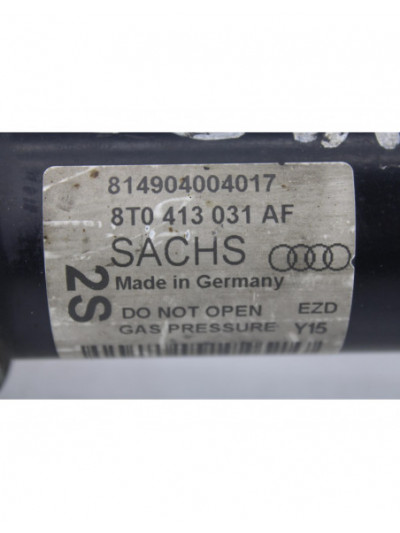 814904004017
8T0 413 031 AF
SACHS
2S
Made in Germany
DO NOT OPEN EZD
GAS PRESSURE Y15